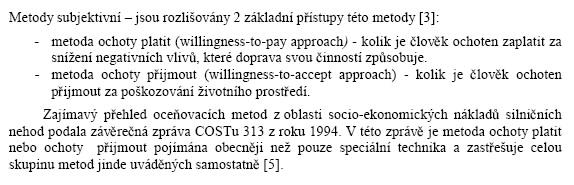 Metody subjektivní – jsou rozlišovány 2 základní přístupy této metody [3]:
- metoda ochoty platit (willingness-to-pay approach) - kolik je člověk ochoten zaplatit za
snížení negativních vlivů, které doprava svou činností způsobuje.
- metoda ochoty přijmout (willingness-to-accept approach) - kolik je člověk ochoten
přijmout za poškozování životního prostředí.
Zajímavý přehled oceňovacích metod z oblasti socio-ekonomických nákladů silničních
nehod podala závěrečná zpráva COSTu 313 z roku 1994. V této zprávě je metoda ochoty platit
nebo ochoty přijmout pojímána obecněji než pouze speciální technika a zastřešuje celou
skupinu metod jinde uváděných samostatně [5].